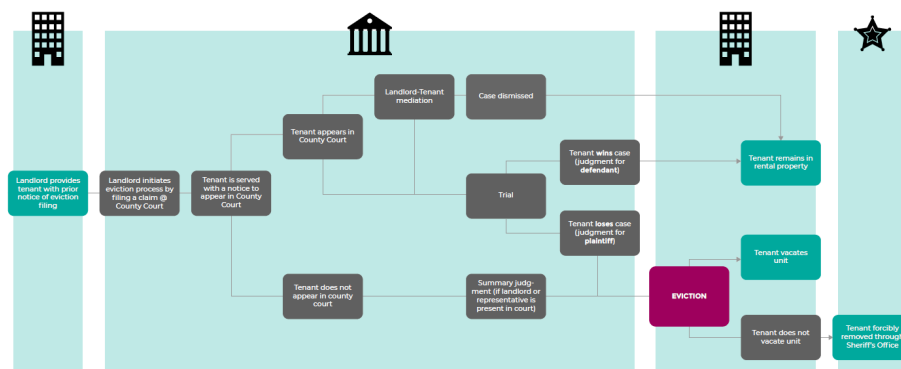 Landlord provides
tenant with prior
notice of eviction
filing
Landlord initiates
eviction process by
filing a claim @
County Court
Tenant is served
with a notice to
appear in County
Court
Tenant appears in
County Court
Landlord-Tenant
mediation
Case dismissed
Trial
Tenant wins case
(judgment for
defendant)
Tenant loses case
(judgment for
plaintiff)
Tenant does not
appear in county
court
Summary judg-
ment (if landlord or
representative is
present in court)
EVICTION
Tenant remains in
rental property
Tenant vacates
unit
Tenant does not
vacate unit
Tenant forcibly
removed through
Sheriff's Office